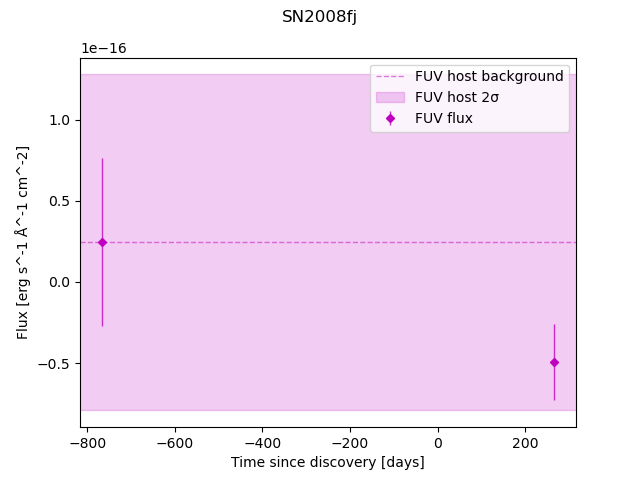 SN2008fj
1e−16
FUV host background
FUV host 2σ
FUV flux
1.0
0.5
0.0
−0.5
Flux [erg s^-1 Å^-1 cm^-2]
−800
−600
−400
−200
0
200
Time since discovery [days]